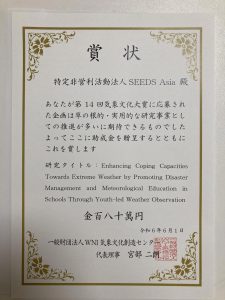 賞状
特定非営利活動法人 SEEDS Asia 殿
あなたが第14回気象文化大賞に応募され
た企画は草の根的・実用的な研究事業とし
ての推進が多いに期待できるものでした
よってここに助成金を贈呈するとともに
これを賞します
研究タイトル：Enhancing Coping Capacities
Towards Extreme Weather by Promoting Disaster
Management and Meteorological Education in
Schools Through Youth-led Weather Observation
金百八十萬円
令和6年6月1日
一般財団法人WNI気象文化創造センター
代表理事 宮部二朗